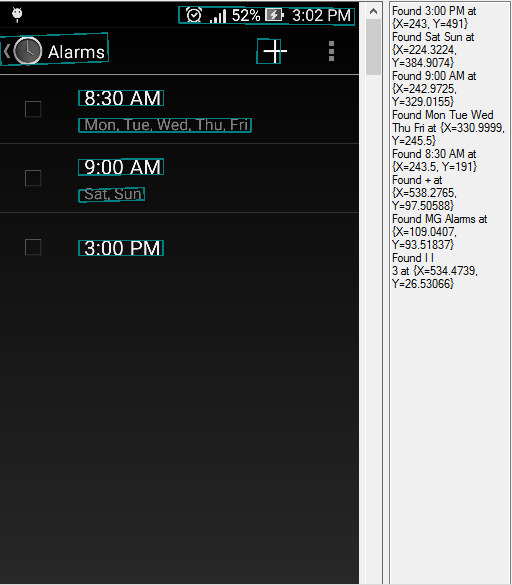 52% 3:02 PM
Alarms
8:30 AM
Mon, Tue, Wed, Thu, Fri
9:00 AM
Sat, Sun
3:00 PM
Found 3:00 PM at
{X=243, Y=491}
Found Sat Sun at
{X=224.3224,
Y=384.9074}
Found 9:00 AM at
{X=242.9725,
Y=329.0155}
Found Mon Tue Wed
Thu Fri at {X=330.9999,
Y=245.5}
Found 8:30 AM at
{X=243.5, Y=191}
Found + at
{X=538.2765,
Y=97.50588}
Found MG Alarms at
{X=109.0407,
Y=93.51837}
Found l l
3 at {X=534.4739,
Y=26.53066}